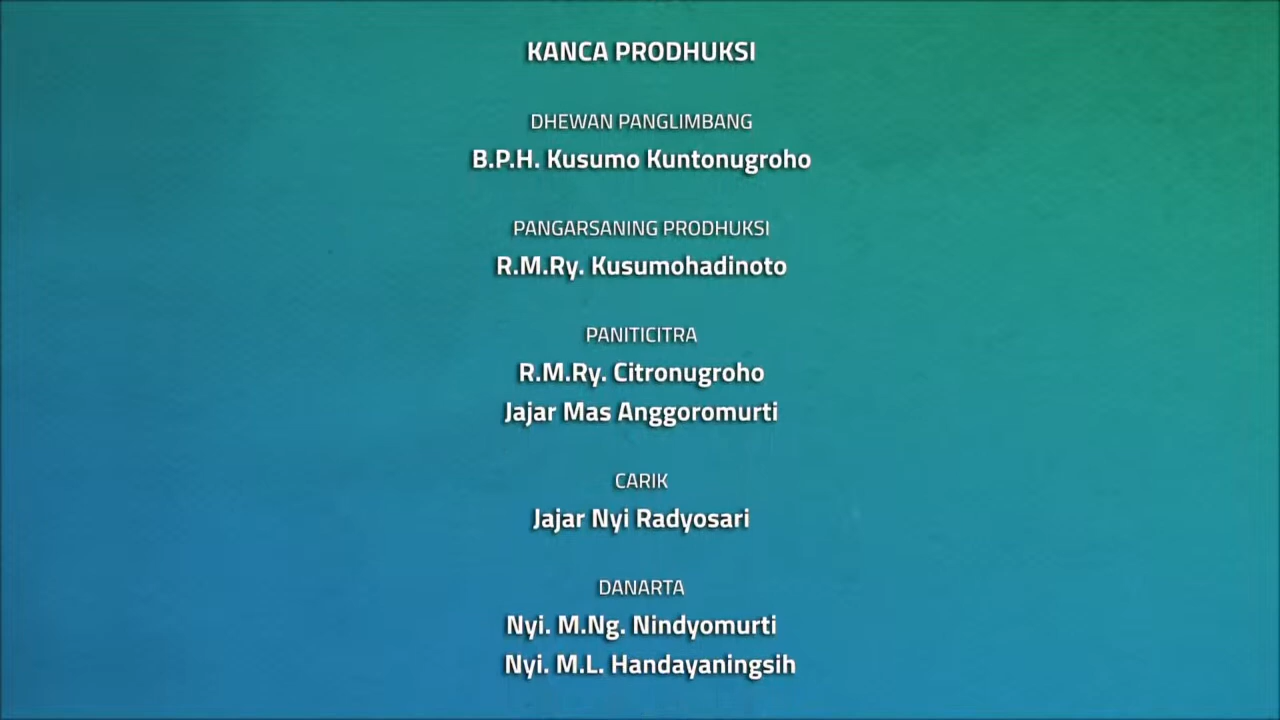 KANCA PRODHUKSI
DHEWAN PANGLIMBANG
B.P.H. Kusumo Kuntonugroho
PANGARSANING PRODHUKSI
R.M.Ry. Kusumohadinoto
PANITICITRA
R.M.Ry. Citronugroho
Jajar Mas Anggoromurti
CARIK
Jajar Nyi Radyosari
DANARTA
Nyi. M.Ng. Nindyomurti
Nyi. M.L. Handayaningsih